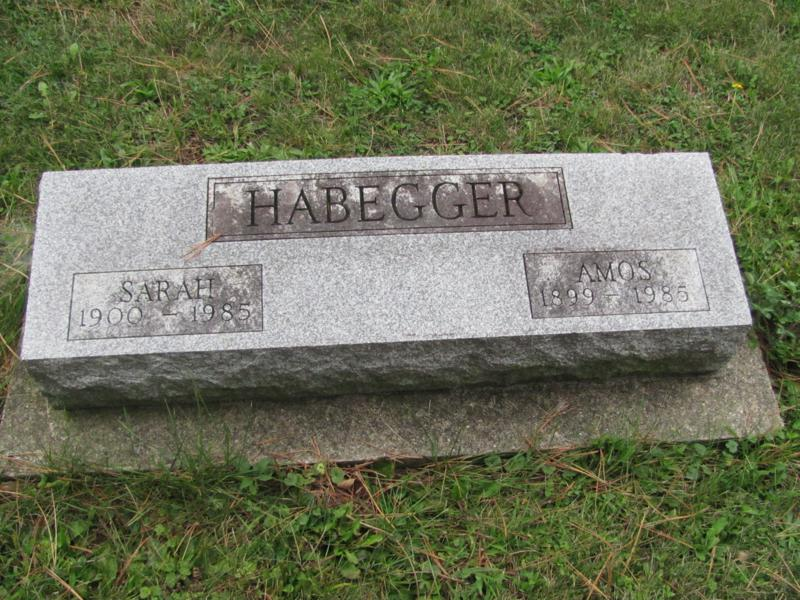 HABEGGER
SARAH
1900 - 1985
AMOS
1899 - 1985